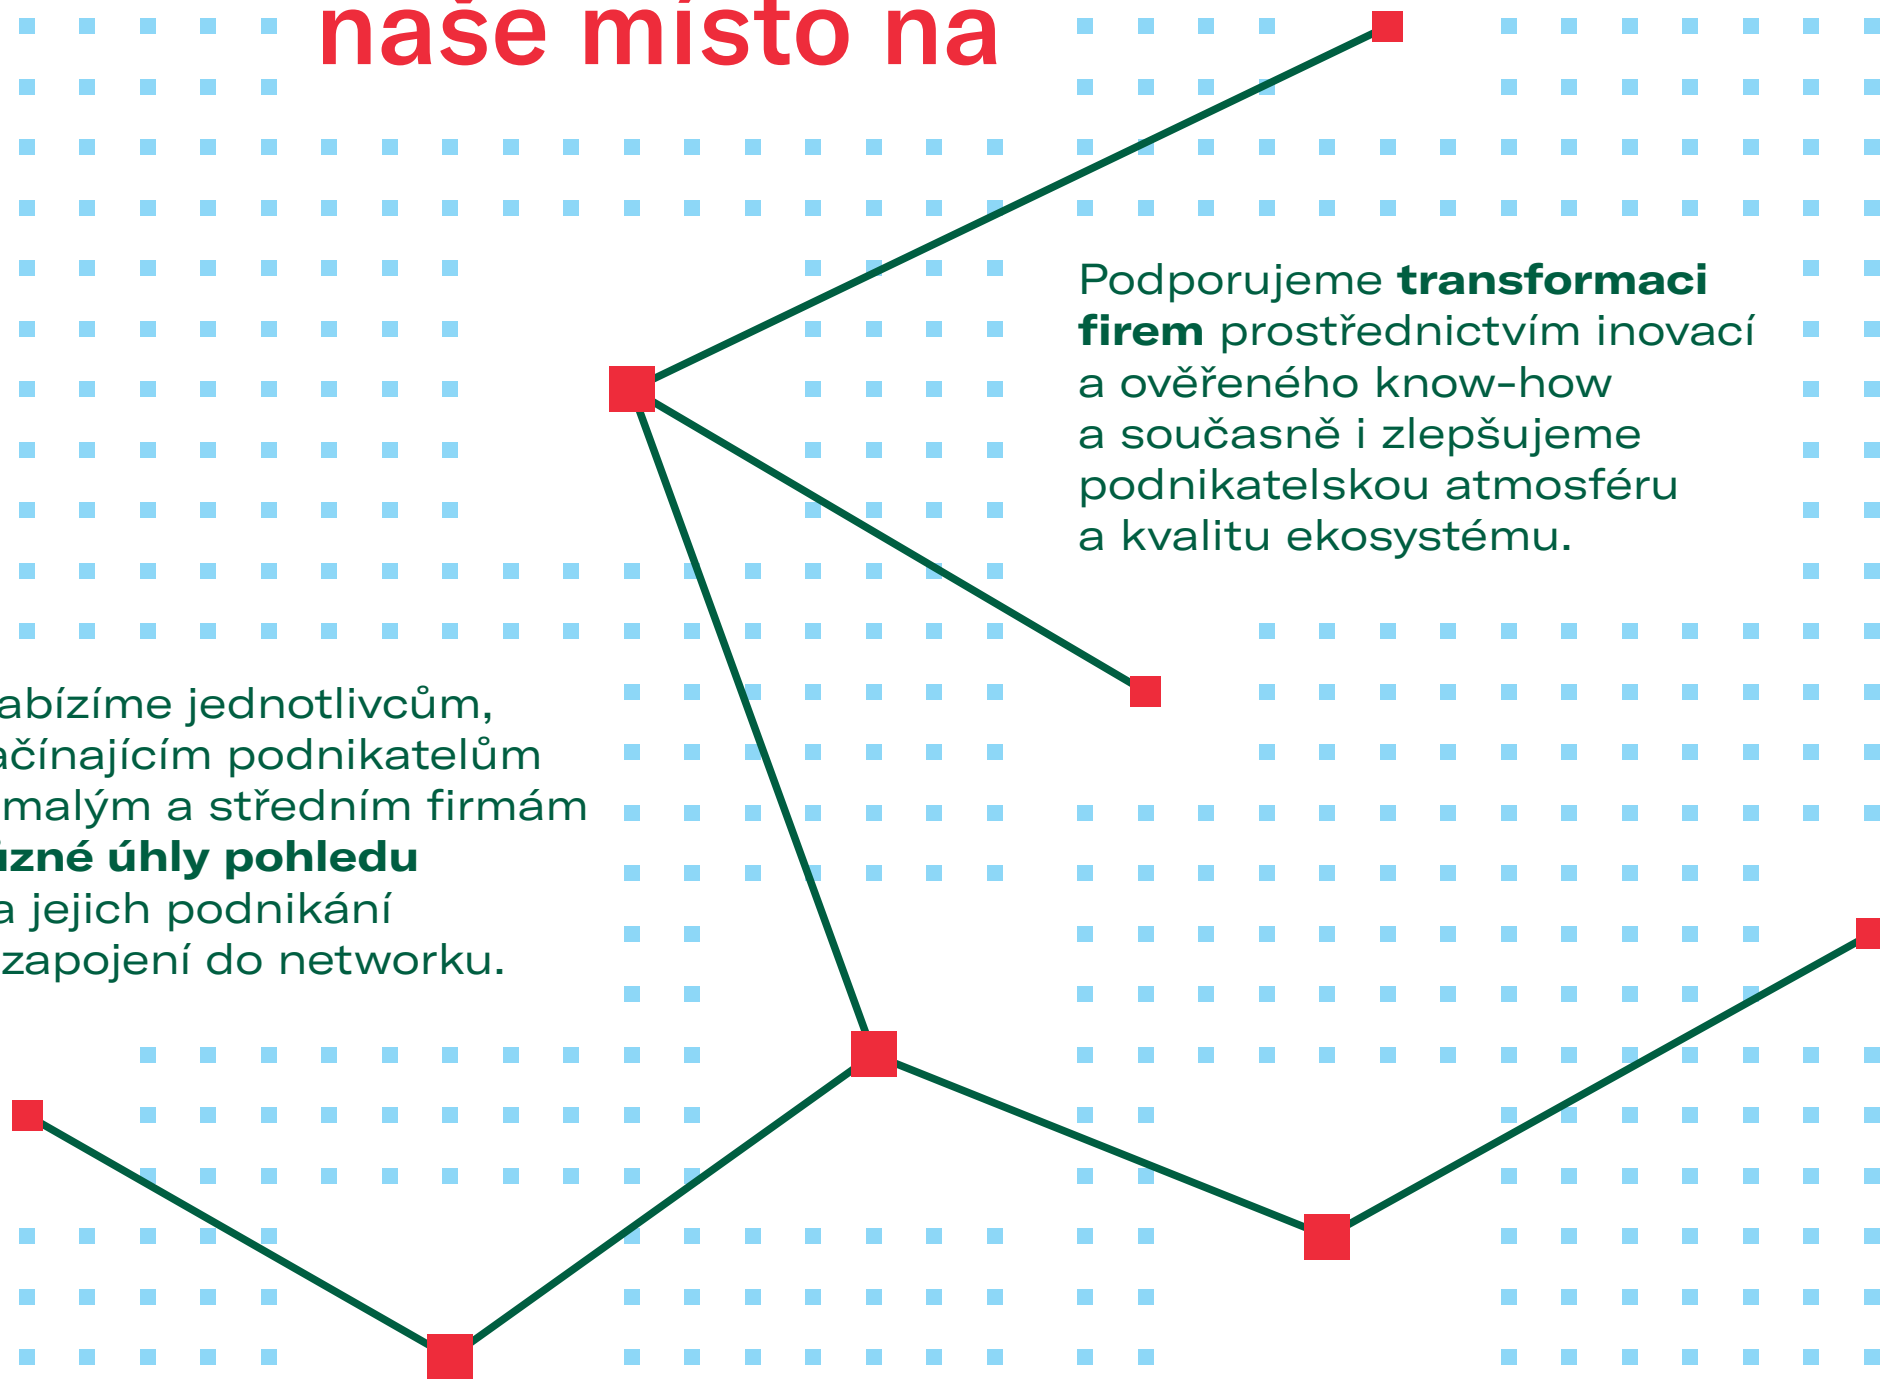 naše místo na
Podporujeme transformaci
firem prostřednictvím inovací
a ověřeného know-how
a současně i zlepšujeme
podnikatelskou atmosféru
a kvalitu ekosystému.
abízíme jednotlivcům,
ačínajícím podnikatelům
malým a středním firmám
ůzné úhly pohledu
a jejich podnikání
zapojení do networku.